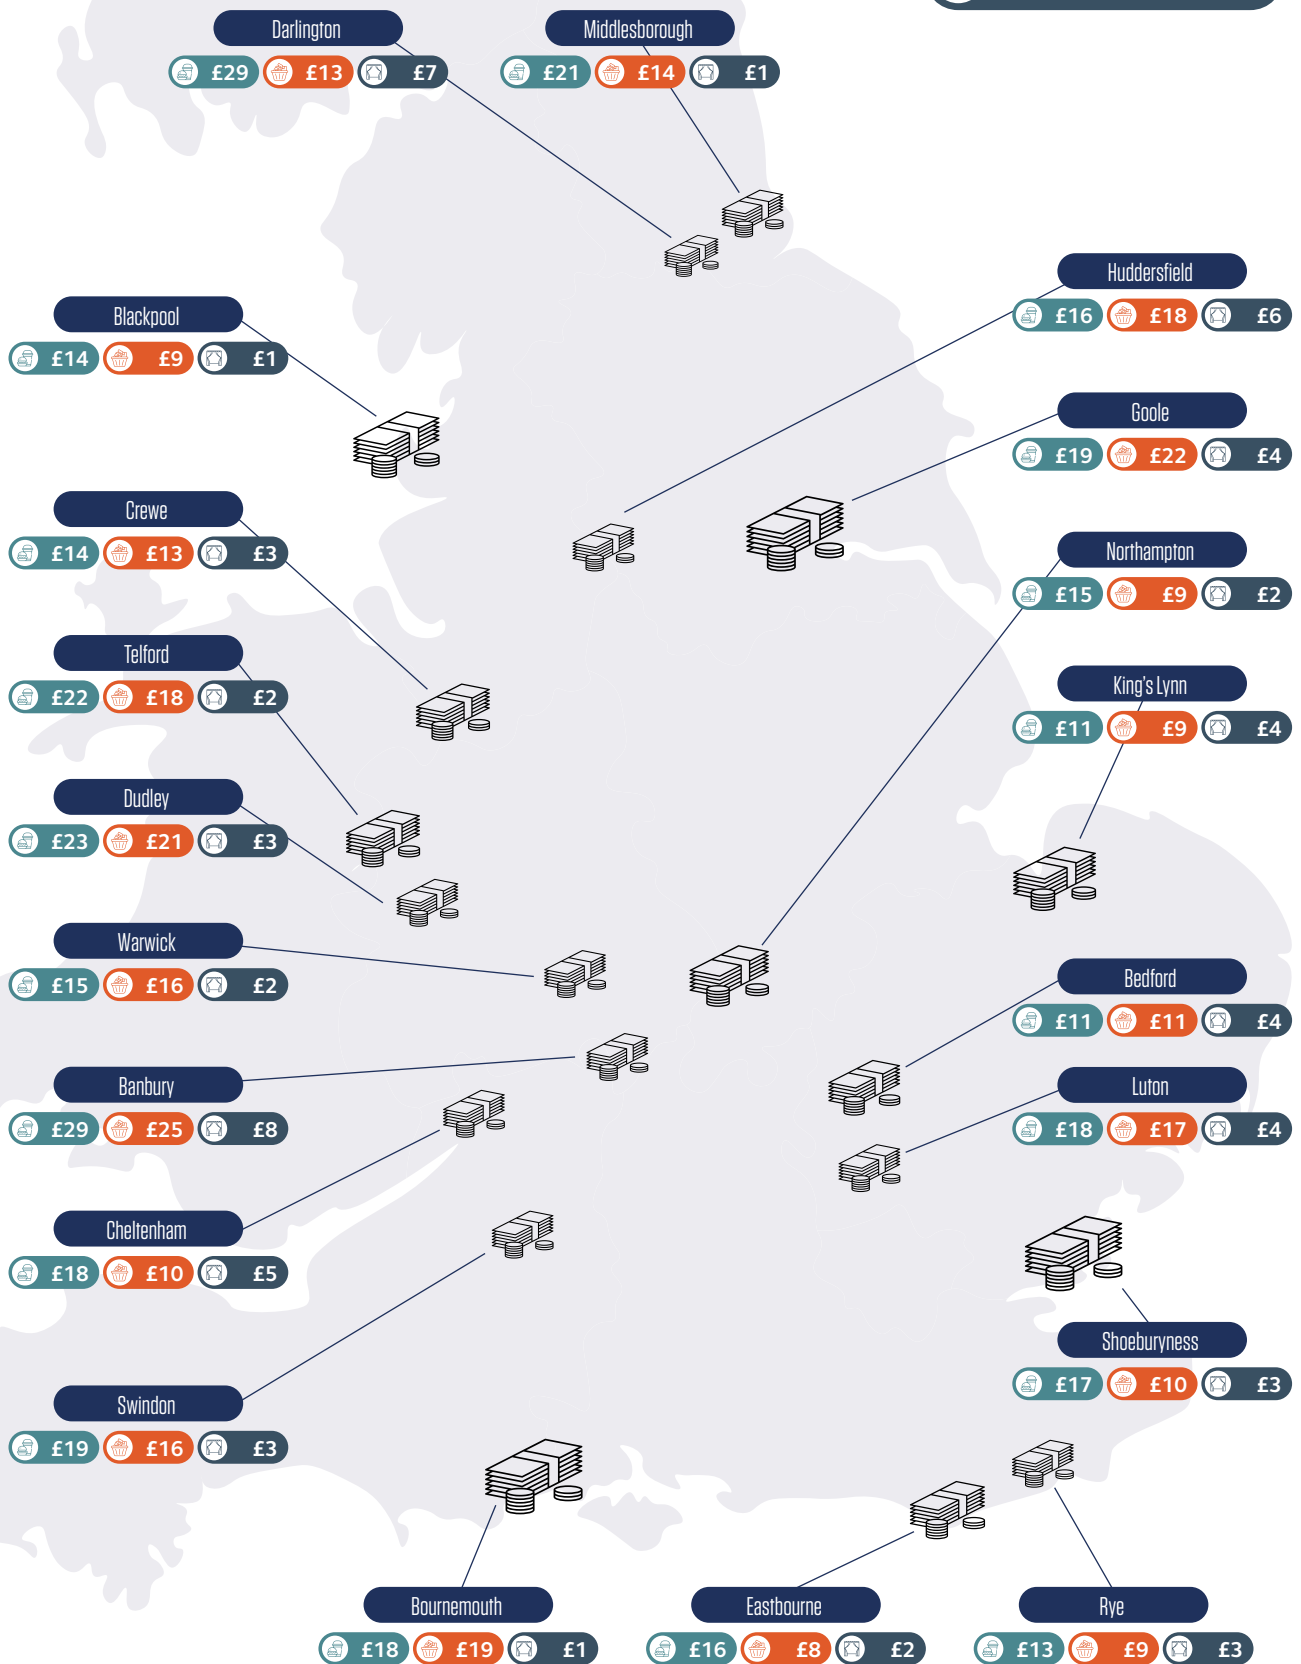 Darlington
£29 £13 £7
Middlesborough
£21 £14 £1
Huddersfield
£16 £18 £6
Blackpool
£14 £9 £1
Goole
£19 £22 £4
Crewe
£14 £13 £3
Northampton
£15 £9 £2
Telford
£22 £18 £2
King's Lynn
£11 £9 £4
Dudley
£23 £21 £3
Warwick
£15 £16 £2
Bedford
£11 £11 £4
Banbury
£29 £25 £8
Luton
£18 £17 £4
Cheltenham
£18 £10 £5
Shoeburyness
£17 £10 £3
Swindon
£19 £16 £3
Bournemouth
£18 £19 £1
Eastbourne
£16 £8 £2
Rye
£13 £9 £3